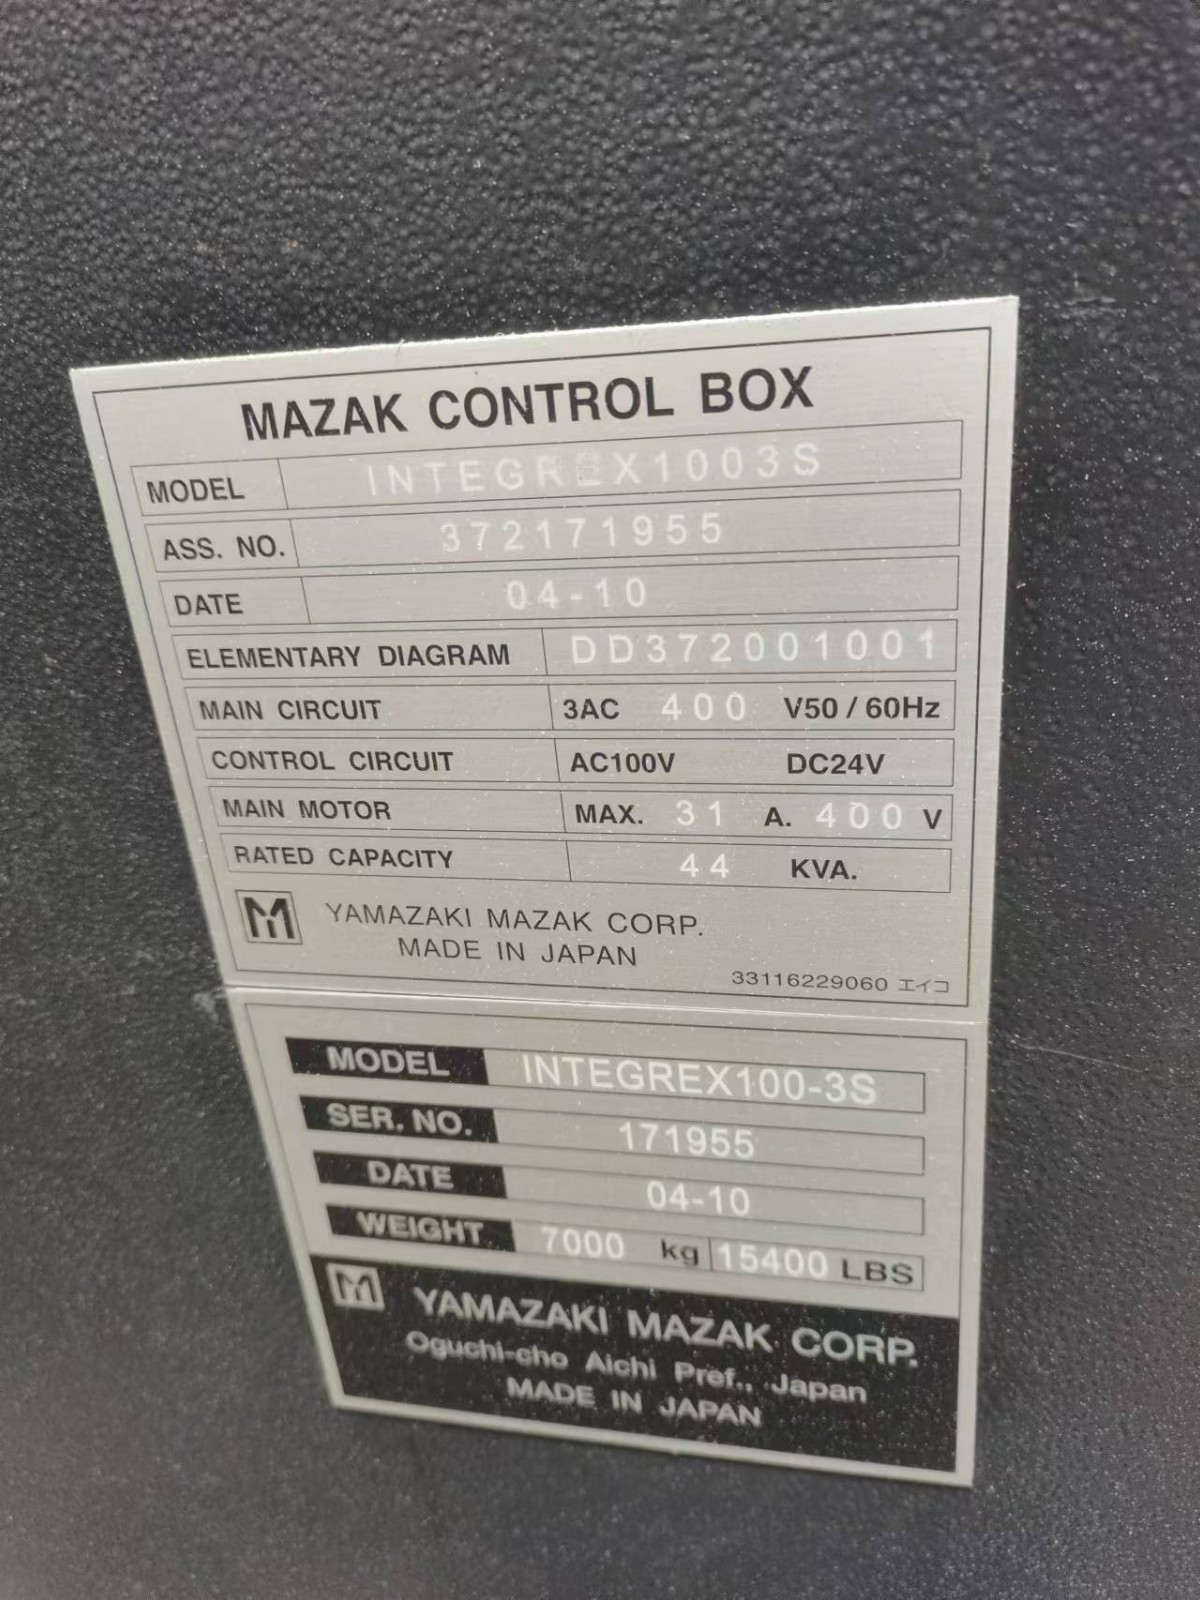 MAZAK CONTROL BOX
MODEL INTEGREX1003S
ASS. NO. 372171955
DATE 04-10
ELEMENTARY DIAGRAM DD372001001
MAIN CIRCUIT 3AC 400 V50 / 60Hz
CONTROL CIRCUIT AC100V DC24V
MAIN MOTOR MAX. 31 A. 400 V
RATED CAPACITY 44 KVA.
YAMAZAKI MAZAK CORP.
MADE IN JAPAN
33116229060 エイコ
MODEL INTEGREX100-3S
SER. NO. 171955
DATE 04-10
WEIGHT 7000 kg 15400 LBS
YAMAZAKI MAZAK CORP.
Oguchi-cho Aichi Pref., Japan
MADE IN JAPAN